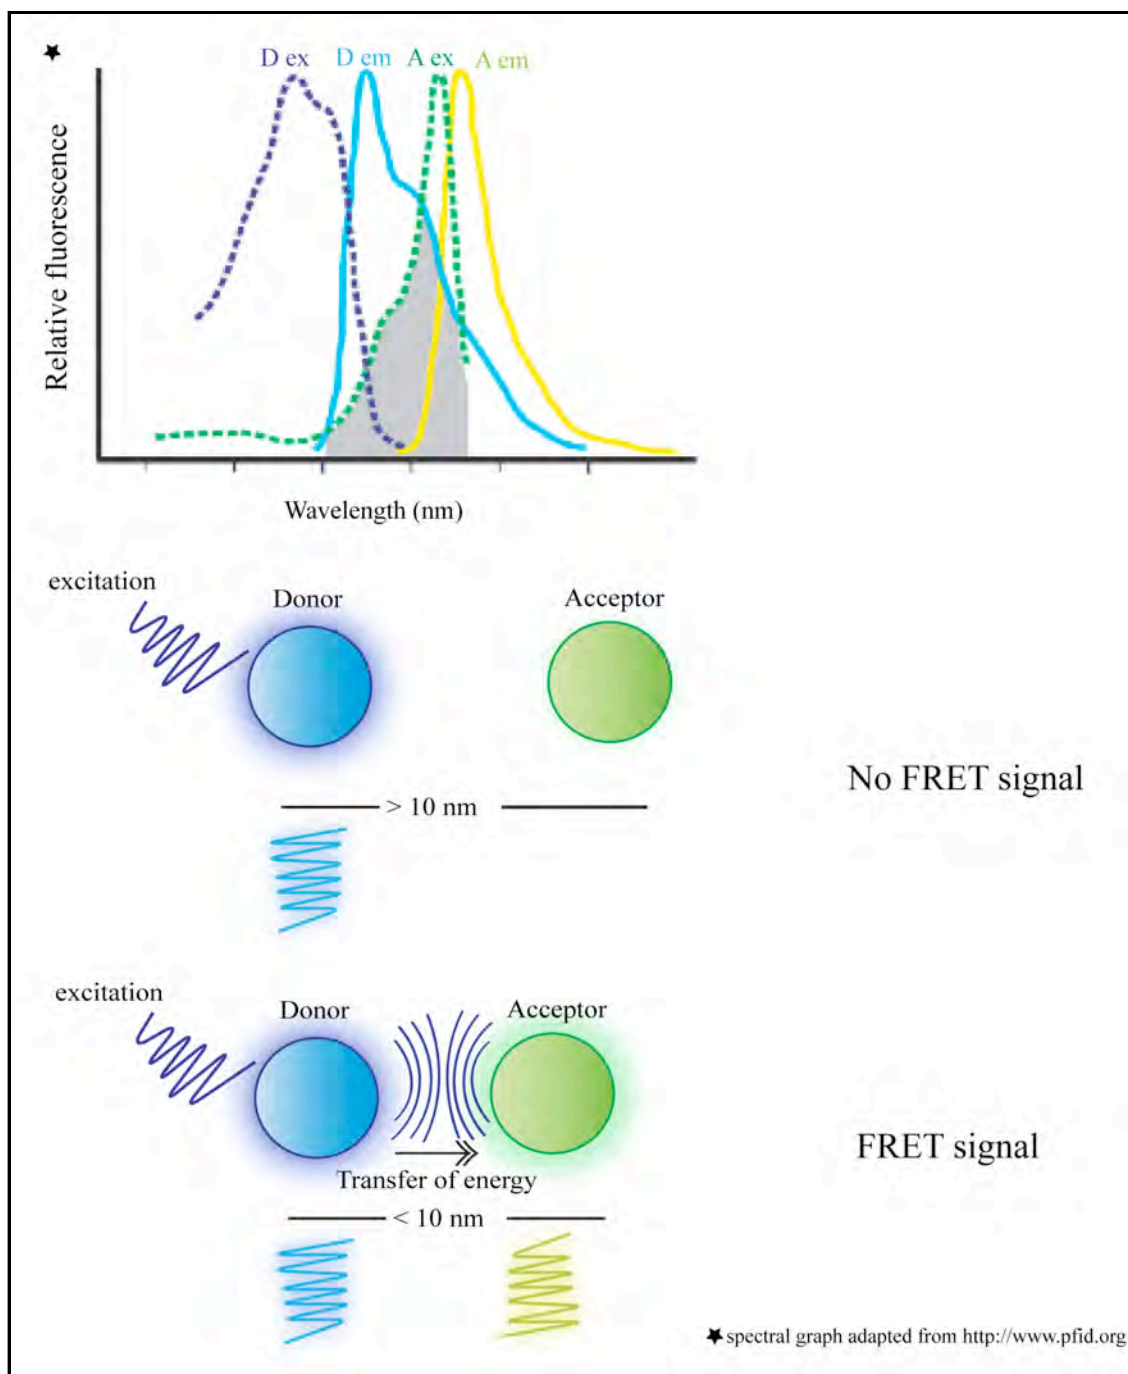 ★
D ex D em A ex A em
Relative fluorescence
Wavelength (nm)
excitation
Donor
Acceptor
> 10 nm
No FRET signal
excitation
Donor
Acceptor
Transfer of energy
< 10 nm
FRET signal
★ spectral graph adapted from http://www.pfid.org